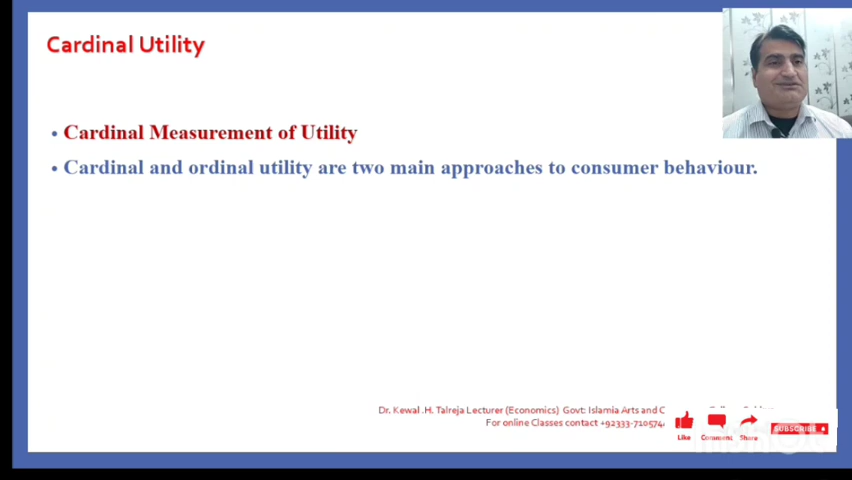 Cardinal Utility
• Cardinal Measurement of Utility
• Cardinal and ordinal utility are two main approaches to consumer behaviour.
Dr. Kewal .H. Talreja Lecturer (Economics) Govt: Islamia Arts and C
For online Classes contact +92333-710574
Like
Comment
Share
SUBSCRIBE